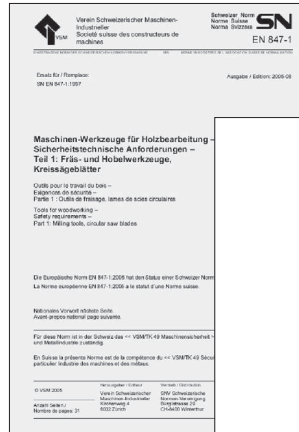 Verein Schweizerischer Maschinen-
Industrieller
Société suisse des constructeurs de
machines
VSM
Schweizer Norm
Norme Suisse
Norma Svizzera
SN
EN 847-1
Ersatz für / Remplace:
SN EN 847-1:1997
Ausgabe / Edition: 2005-08
Maschinen-Werkzeuge für Holzbearbeitung –
Sicherheitstechnische Anforderungen –
Teil 1: Fräs- und Hobelwerkzeuge,
Kreissägeblätter
Outils pour le travail du bois –
Exigences de sécurité –
Partie 1 : Outils de fraisage, lames de scies circulaires
Tools for woodworking –
Safety requirements –
Part 1: Milling tools, circular saw blades
Die Europäische Norm EN 847-1:2005 hat den Status einer Schweizer Norm
La Norme européenne EN 847-1:2005 a le statut d'une Norme suisse.
Nationales Vorwort nächste Seite.
Avant-propos national page suivante.
Für diese Norm ist in der Schweiz das << VSM/TK 49 Maschinensicherheit
und Metallindustrie zuständig.
En Suisse la présente Norme est de la compétence du << VSM/TK 49
particulier Industrie des machines et des métaux.
© VSM 2005
Anzahl Seiten /
Nombre de pages: 31
Herausgeber / Editeur
Verein Schweizerischer
Maschinen-Industrieller
Kirchenweg 4
8032 Zürich
Vertrieb / Distribution
SNV Schweizerische
Normen-Vereinigung
Bürglistrasse 29
CH-8400 Winterthur